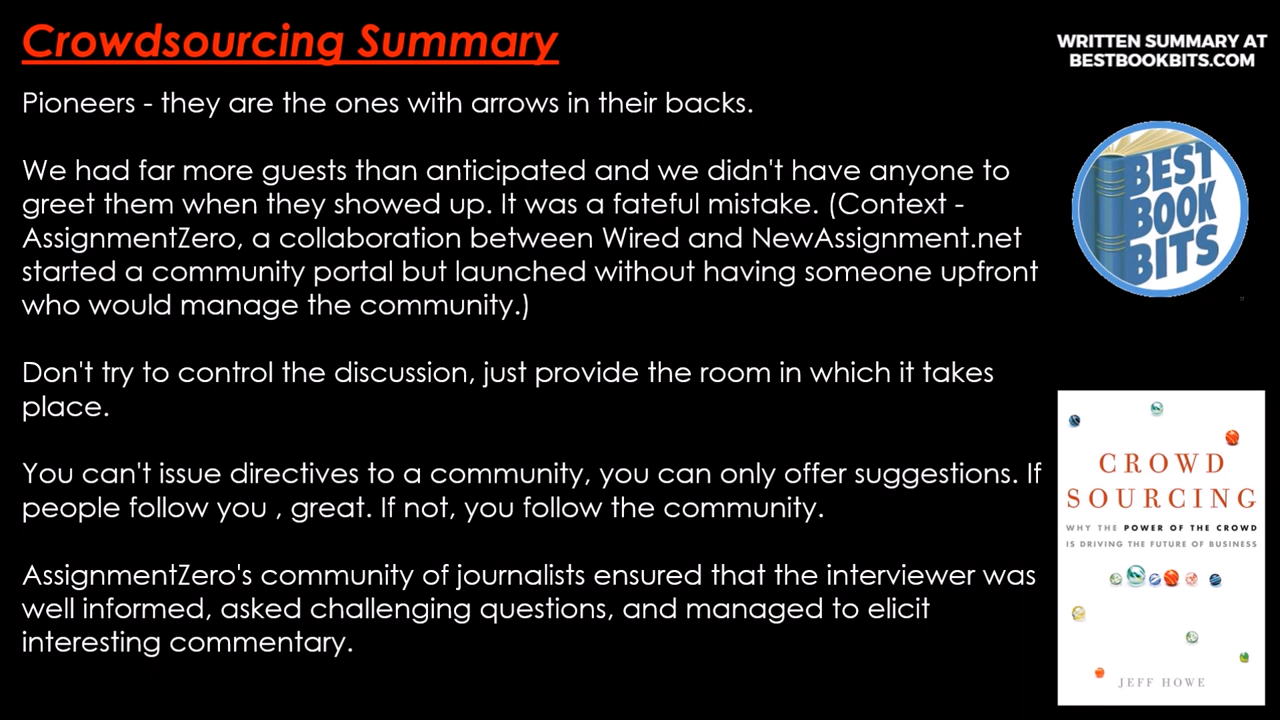 Crowdsourcing Summary
WRITTEN SUMMARY AT
BESTBOOKBITS.COM
Pioneers - they are the ones with arrows in their backs.
We had far more guests than anticipated and we didn't have anyone to
greet them when they showed up. It was a fateful mistake. (Context -
AssignmentZero, a collaboration between Wired and NewAssignment.net
started a community portal but launched without having someone upfront
who would manage the community.)
Don't try to control the discussion, just provide the room in which it takes
place.
You can't issue directives to a community, you can only offer suggestions. If
people follow you , great. If not, you follow the community.
AssignmentZero's community of journalists ensured that the interviewer was
well informed, asked challenging questions, and managed to elicit
interesting commentary.
BEST
BOOK
BITS
CROWD
SOURCING
WHY THE POWER OF THE CROWD
IS DRIVING THE FUTURE OF BUSINESS
JEFF HOWE